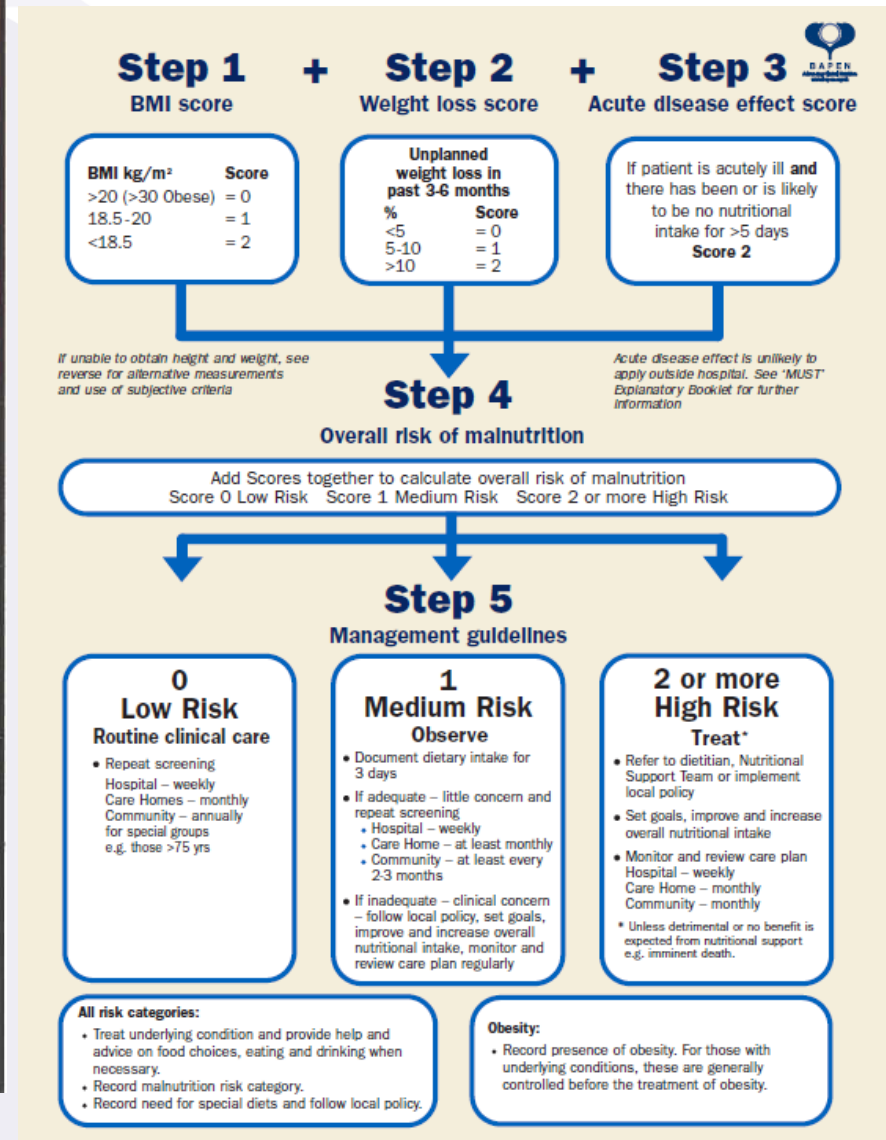 Step 1 + Step 2 + Step 3
BMI score
Weight loss score
Acute disease effect score
BAPEN
BMI kg/m² Score
>20 (>30 Obese) = 0
18.5-20 = 1
<18.5 = 2
Unplanned
weight loss in
past 3-6 months
% Score
<5 = 0
5-10 = 1
>10 = 2
If patient is acutely ill and
there has been or is likely
to be no nutritional
intake for >5 days
Score 2
If unable to obtain height and weight, see
reverse for alternative measurements
and use of subjective criteria
Acute disease effect is unlikely to
apply outside hospital. See 'MUST'
Explanatory Booklet for further
information
Step 4
Overall risk of malnutrition
Add Scores together to calculate overall risk of malnutrition
Score 0 Low Risk Score 1 Medium Risk Score 2 or more High Risk
Step 5
Management guidelines
0
Low Risk
Routine clinical care
• Repeat screening
Hospital – weekly
Care Homes – monthly
Community – annually
for special groups
e.g. those >75 yrs
1
Medium Risk
Observe
• Document dietary intake for
3 days
• If adequate – little concern and
repeat screening
• Hospital – weekly
• Care Home – at least monthly
• Community – at least every
2-3 months
• If inadequate – clinical concern
– follow local policy, set goals,
improve and increase overall
nutritional intake, monitor and
review care plan regularly
2 or more
High Risk
Treat*
• Refer to dietitian, Nutritional
Support Team or implement
local policy
• Set goals, improve and increase
overall nutritional intake
• Monitor and review care plan
Hospital – weekly
Care Home – monthly
Community – monthly
* Unless detrimental or no benefit is
expected from nutritional support
e.g. imminent death.
All risk categories:
• Treat underlying condition and provide help and
advice on food choices, eating and drinking when
necessary.
• Record malnutrition risk category.
• Record need for special diets and follow local policy.
Obesity:
• Record presence of obesity. For those with
underlying conditions, these are generally
controlled before the treatment of obesity.